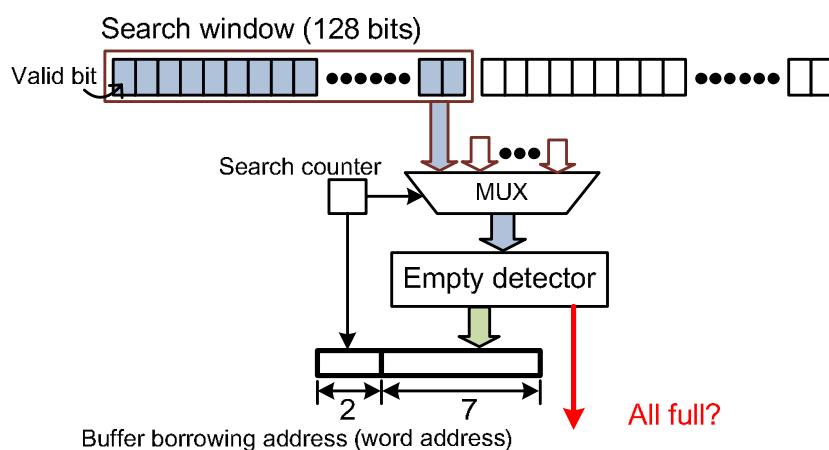 Search window (128 bits)
Valid bit
Search counter
MUX
Empty detector
2
7
All full?
Buffer borrowing address (word address)